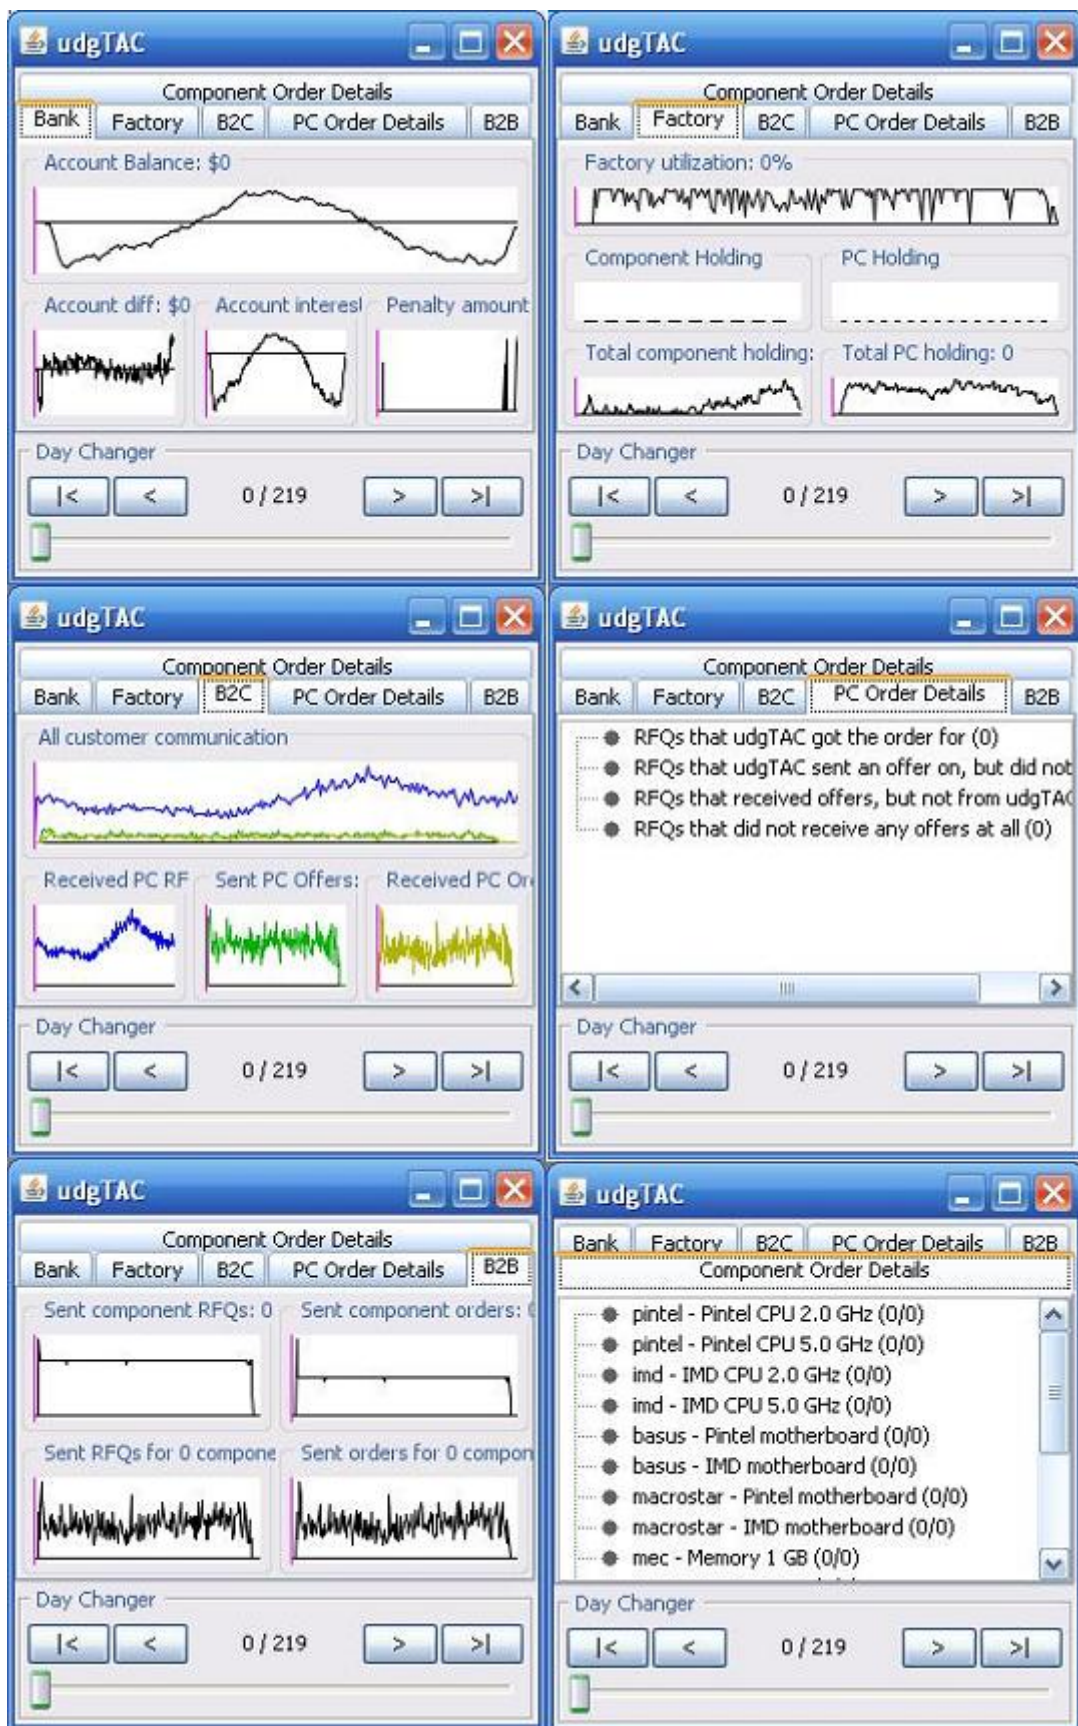 udgTAC
Component Order Details
Bank Factory B2C PC Order Details B2B
Account Balance: $0
Account diff: $0 Account interest Penalty amount
Day Changer
|< < 0 / 219 > >|
udgTAC
Component Order Details
Bank Factory B2C PC Order Details B2B
Factory utilization: 0%
Component Holding PC Holding
Total component holding: Total PC holding: 0
Day Changer
|< < 0 / 219 > >|
udgTAC
Component Order Details
Bank Factory B2C PC Order Details B2B
All customer communication
Received PC RF Sent PC Offers: Received PC Or
Day Changer
|< < 0 / 219 > >|
udgTAC
Component Order Details
Bank Factory B2C PC Order Details B2B
RFQs that udgTAC got the order for (0)
RFQs that udgTAC sent an offer on, but did not
RFQs that received offers, but not from udgTAC
RFQs that did not receive any offers at all (0)
Day Changer
|< < 0 / 219 > >|
udgTAC
Component Order Details
Bank Factory B2C PC Order Details B2B
Sent component RFQs: 0 Sent component orders: 0
Sent RFQs for 0 compone Sent orders for 0 compon
Day Changer
|< < 0 / 219 > >|
udgTAC
Bank Factory B2C PC Order Details B2B
Component Order Details
pintel - Pintel CPU 2.0 GHz (0/0)
pintel - Pintel CPU 5.0 GHz (0/0)
imd - IMD CPU 2.0 GHz (0/0)
imd - IMD CPU 5.0 GHz (0/0)
basus - Pintel motherboard (0/0)
basus - IMD motherboard (0/0)
macrostar - Pintel motherboard (0/0)
macrostar - IMD motherboard (0/0)
mec - Memory 1 GB (0/0)
Day Changer
|< < 0 / 219 > >|